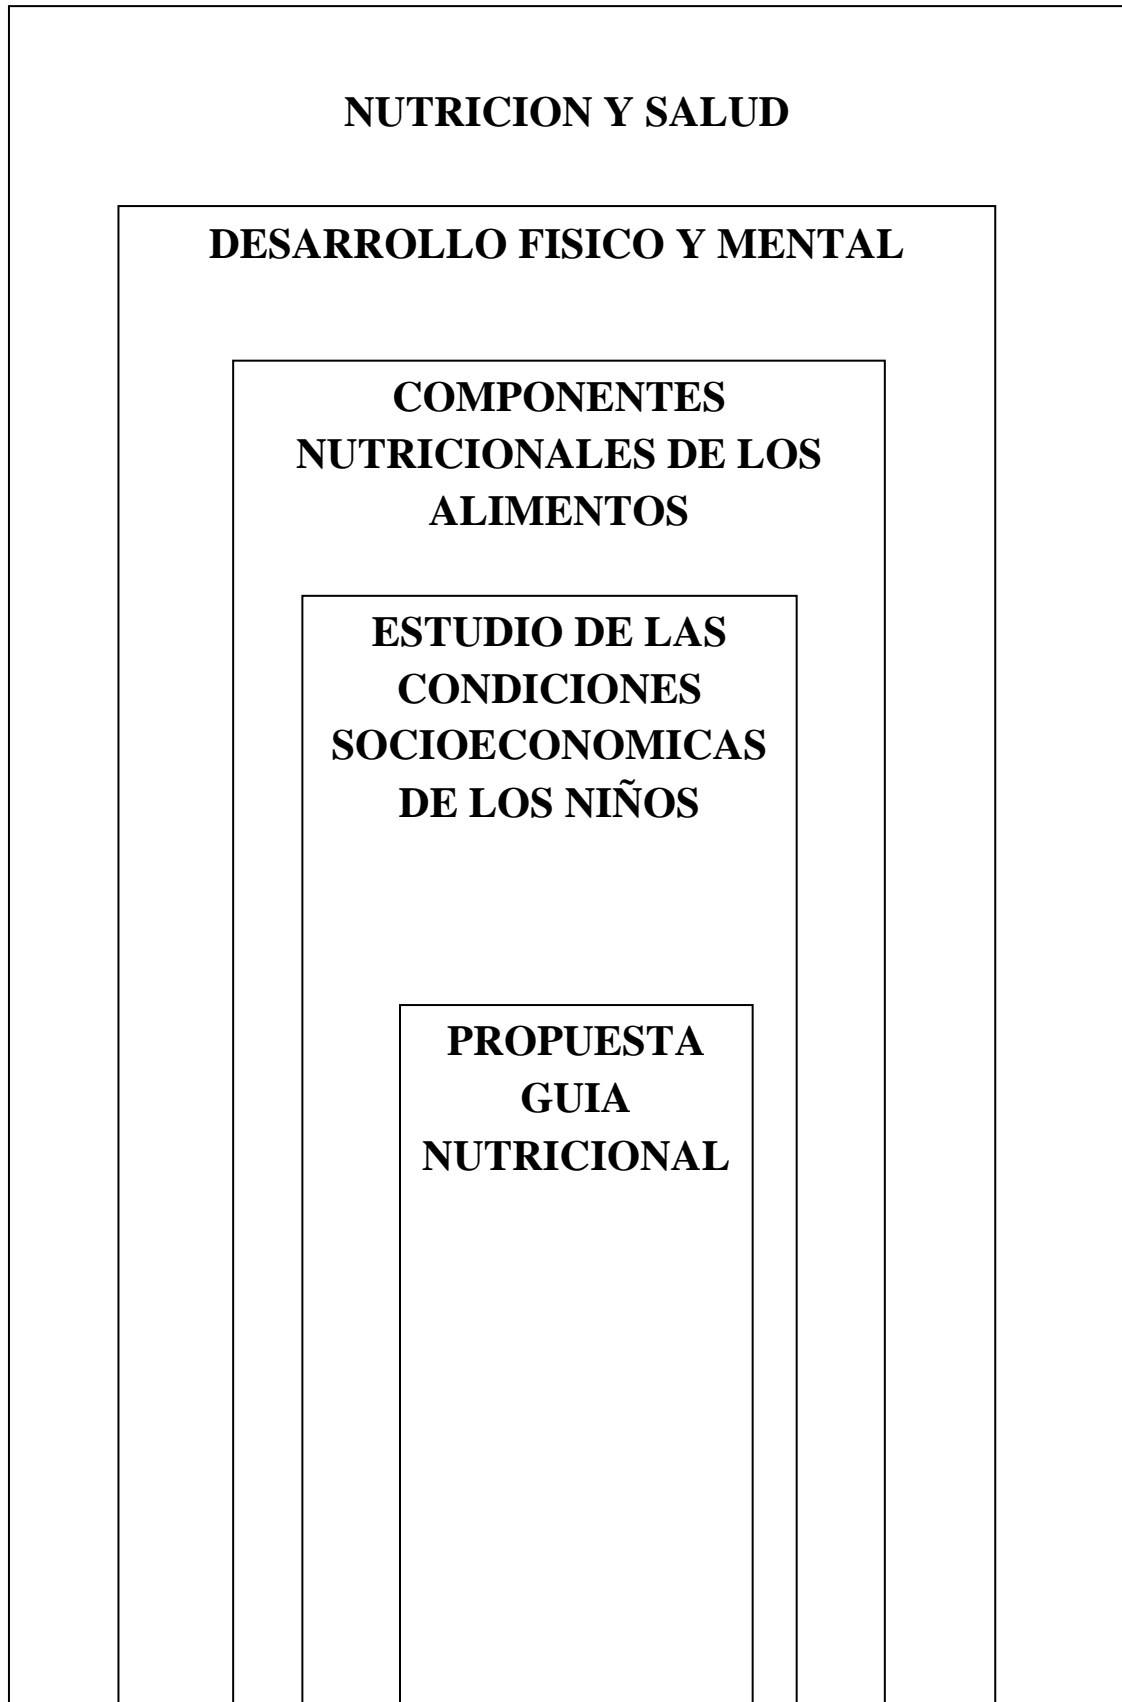 NUTRICION Y SALUD
DESARROLLO FISICO Y MENTAL
COMPONENTES
NUTRICIONALES DE LOS
ALIMENTOS
ESTUDIO DE LAS
CONDICIONES
SOCIOECONOMICAS
DE LOS NIÑOS
PROPUESTA
GUIA
NUTRICIONAL